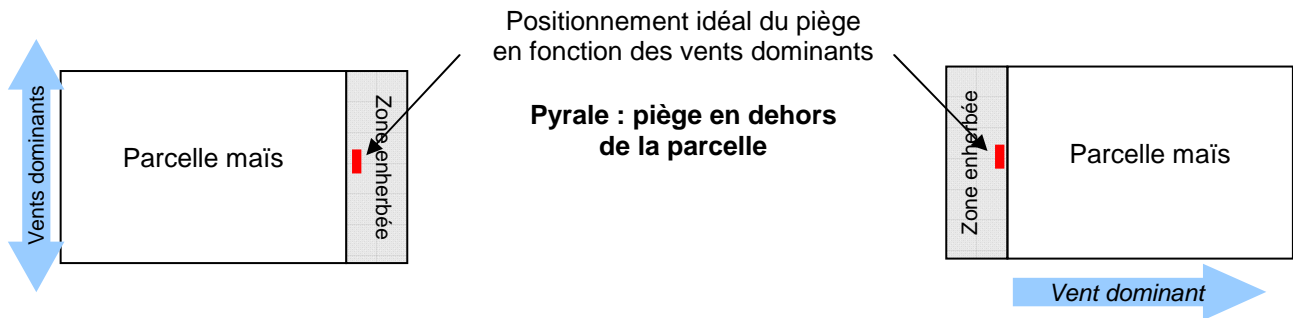 Positionnement idéal du piège
en fonction des vents dominants
Pyrale : piège en dehors
de la parcelle
Vents dominants
Parcelle maïs
Zone enherbée
Zone enherbée
Parcelle maïs
Vent dominant